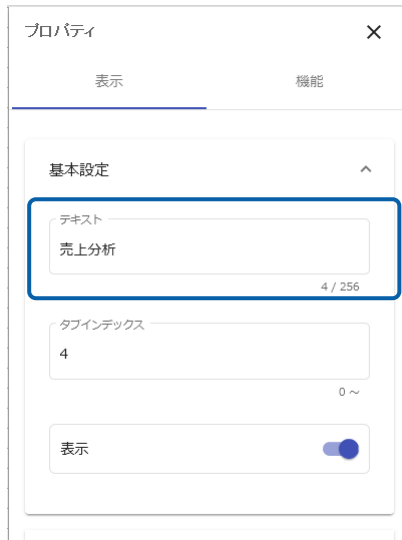 プロパティ
表示 機能
基本設定
テキスト
売上分析
4 / 256
タブインデックス
4
0 ～
表示